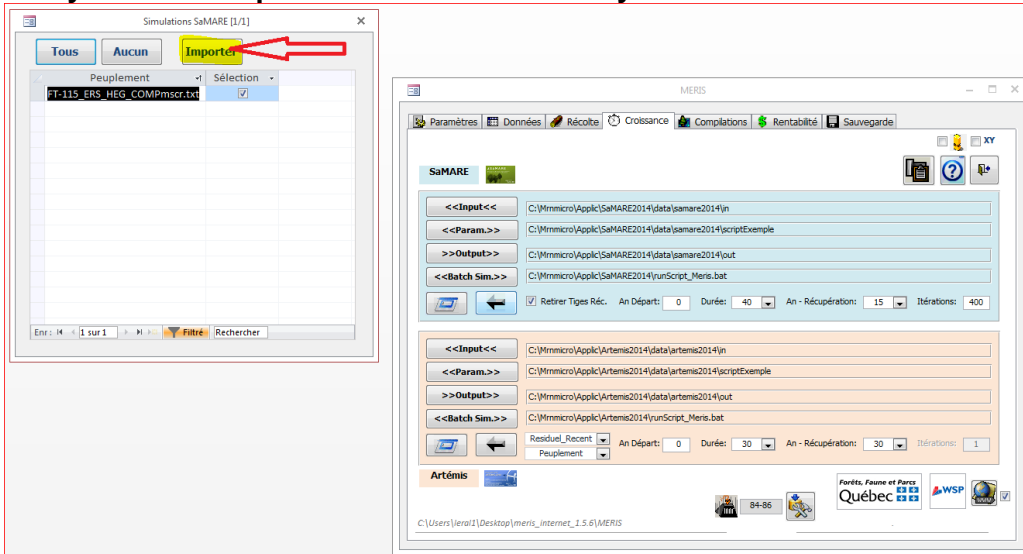 Simulations SaMARE [1/1]
Tous Aucun Importer
Peuplement Sélection
FT-115_ERS_HEG_COMPmscr.txt
Enr : 1 sur 1 Filtré Rechercher
MERIS
Paramètres Données Récolte Croissance Compilations Rentabilité Sauvegarde
XY
SaMARE
<<Input<< C:\Mrnmicro\Applic\SaMARE2014\data\samare2014\in
<<Param.>> C:\Mrnmicro\Applic\SaMARE2014\data\samare2014\scriptExemple
>>Output>> C:\Mrnmicro\Applic\SaMARE2014\data\samare2014\out
<<Batch Sim.>> C:\Mrnmicro\Applic\SaMARE2014\runScript_Meris.bat
Retirer Tiges Réc. An Départ: 0 Durée: 40 An - Récupération: 15 Itérations: 400
<<Input<< C:\Mrnmicro\Applic\Artemis2014\data\artemis2014\in
<<Param.>> C:\Mrnmicro\Applic\Artemis2014\data\artemis2014\scriptExemple
>>Output>> C:\Mrnmicro\Applic\Artemis2014\data\artemis2014\out
<<Batch Sim.>> C:\Mrnmicro\Applic\Artemis2014\runScript_Meris.bat
Residuel_Recent An Départ: 0 Durée: 30 An - Récupération: 30 Itérations: 1
Peuplement
Artémis
84-86
Forêts, Faune et Parcs
Québec
WSP
C:\Users\leral1\Desktop\meris_internet_1.5.6\MERIS